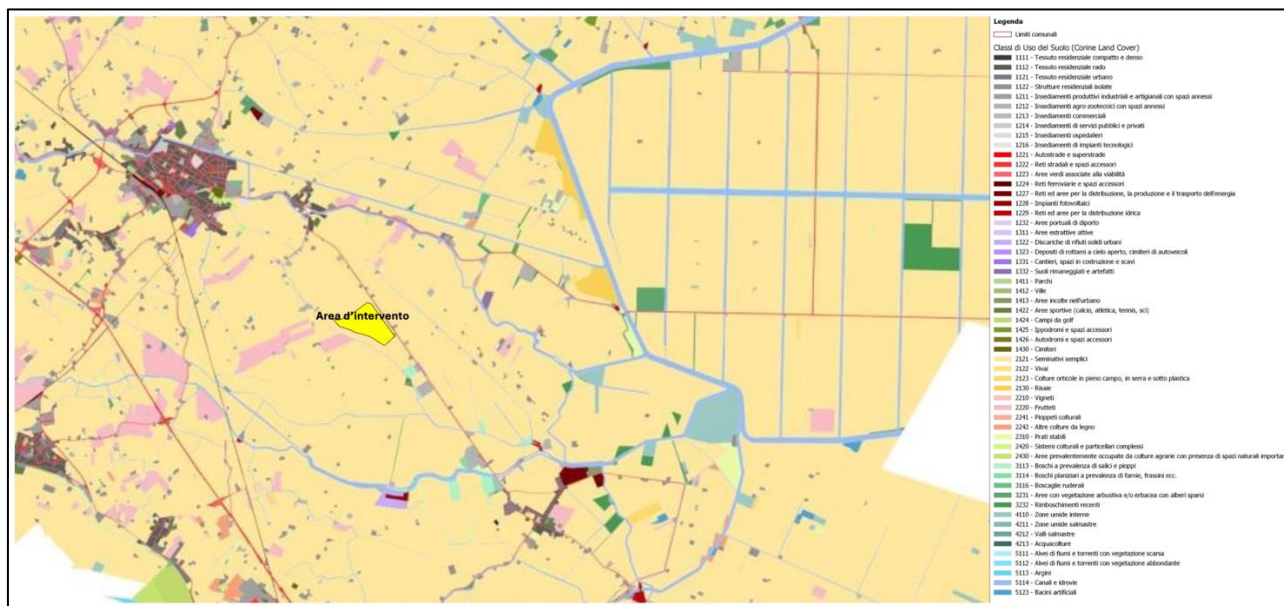 Area d'intervento
Legenda
Limiti comunali
Classi di Uso del Suolo (Corine Land Cover)
1111 - Tessuto residenziale compatto e denso
1112 - Tessuto residenziale rado
1121 - Tessuto residenziale urbano
1122 - Strutture residenziali isolate
1211 - Insediamenti produttivi industriali e artigianali con spazi annessi
1212 - Insediamenti agro-zootecnici con spazi annessi
1213 - Insediamenti commerciali
1214 - Insediamenti di servizi pubblici e privati
1215 - Insediamenti ospedalieri
1216 - Insediamenti di impianti tecnologici
1221 - Autostrade e superstrade
1222 - Reti stradali e spazi accessori
1223 - Aree verdi associate alla viabilità
1224 - Reti ferroviarie e spazi accessori
1227 - Reti ed aree per la distribuzione, la produzione e il trasporto dell'energia
1228 - Impianti fotovoltaici
1229 - Reti ed aree per la distribuzione idrica
1232 - Aree portuali di diporto
1311 - Aree estrattive attive
1322 - Discariche di rifiuti solidi urbani
1323 - Depositi di rottami a cielo aperto, cimiteri di autoveicoli
1331 - Cantieri, spazi in costruzione e scavi
1332 - Suoli rimaneggiati e artefatti
1411 - Parchi
1412 - Ville
1413 - Aree incolte nell'urbano
1422 - Aree sportive (calcio, atletica, tennis, sci)
1424 - Campi da golf
1425 - Ippodromi e spazi accessori
1426 - Autodromi e spazi accessori
1430 - Cimiteri
2121 - Seminativi semplici
2122 - Vivai
2123 - Colture orticole in pieno campo, in serra e sotto plastica
2130 - Risaie
2210 - Vigneti
2220 - Frutteti
2241 - Pioppeti colturali
2242 - Altre colture da legno
2310 - Prati stabili
2420 - Sistemi colturali e particellari complessi
2430 - Aree prevalentemente occupate da colture agrarie con presenza di spazi naturali importan
3113 - Boschi a prevalenza di salici e pioppi
3114 - Boschi planiziari a prevalenza di farnie, frassini ecc.
3116 - Boscaglie ruderali
3231 - Aree con vegetazione arbustiva e/o erbacea con alberi sparsi
3232 - Rimboschimenti recenti
4110 - Zone umide interne
4211 - Zone umide salmastre
4212 - Valli salmastre
4213 - Acquacolture
5111 - Alvei di fiumi e torrenti con vegetazione scarsa
5112 - Alvei di fiumi e torrenti con vegetazione abbondante
5113 - Argini
5114 - Canali e idrovie
5123 - Bacini artificiali